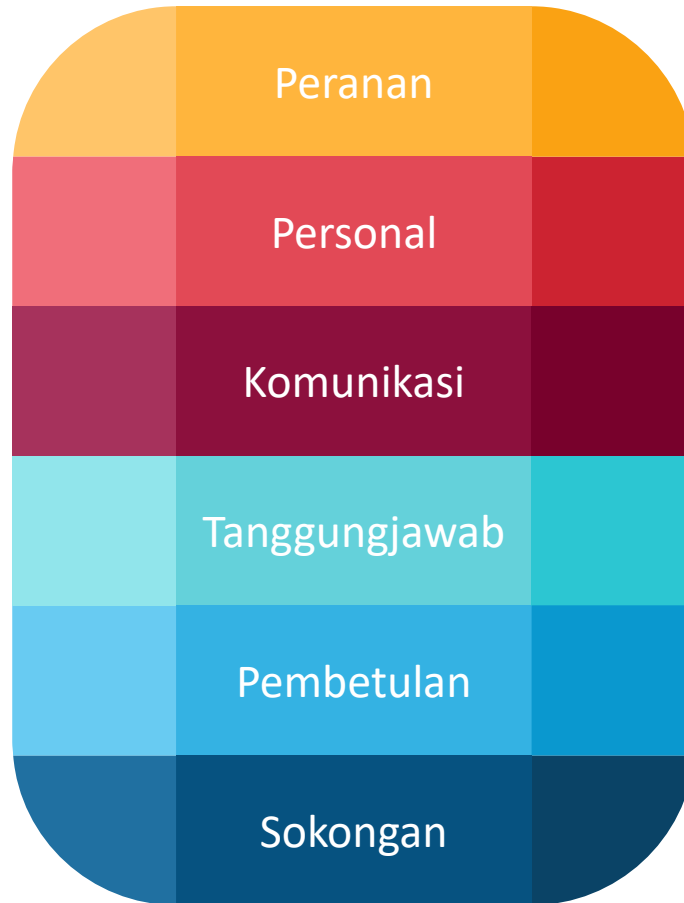 Peranan
Personal
Komunikasi
Tanggungjawab
Pembetulan
Sokongan